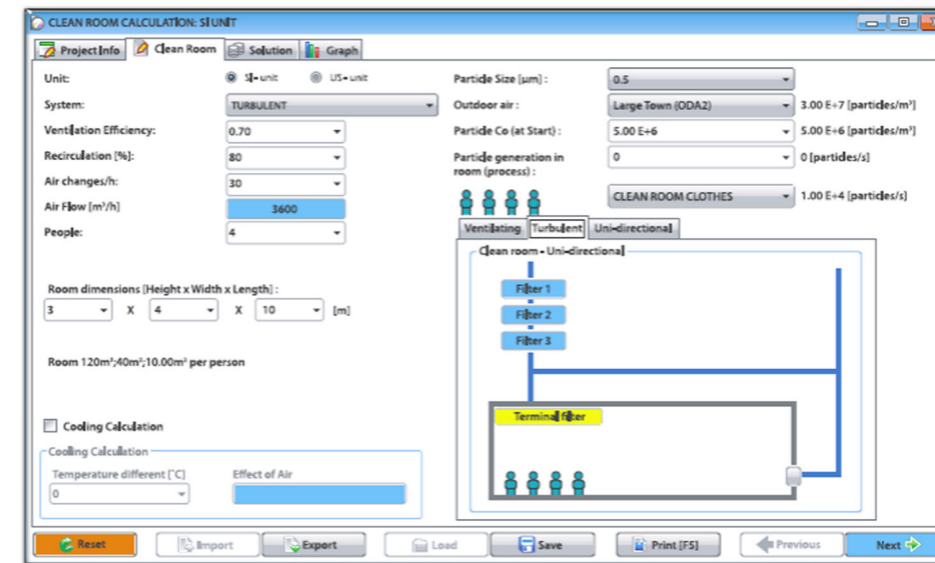 CLEAN ROOM CALCULATION: SI UNIT
Project Info Clean Room Solution Graph
Unit: SI-unit US-unit
System: TURBULENT
Ventilation Efficiency: 0.70
Recirculation [%]: 80
Air changes/h: 30
Air Flow [m³/h] 3600
People: 4
Room dimensions [Height x Width x Length] :
3 X 4 X 10 [m]
Room 120m³;40m²;10.00m² per person
Cooling Calculation
Cooling Calculation
Temperature different [°C] Effect of Air
0
Particle Size [µm] : 0.5
Outdoor air : Large Town (ODA2) 3.00 E+7 [particles/m³]
Particle Co (at Start) : 5.00 E+6 5.00 E+6 [particles/m³]
Particle generation in 0 0 [particles/s]
room (process) :
CLEAN ROOM CLOTHES 1.00 E+4 [particles/s]
Ventilating Turbulent Uni-directional
Clean room - Uni-directional
Filter 1
Filter 2
Filter 3
Terminal filter
Reset Import Export Load Save Print [F5] Previous Next